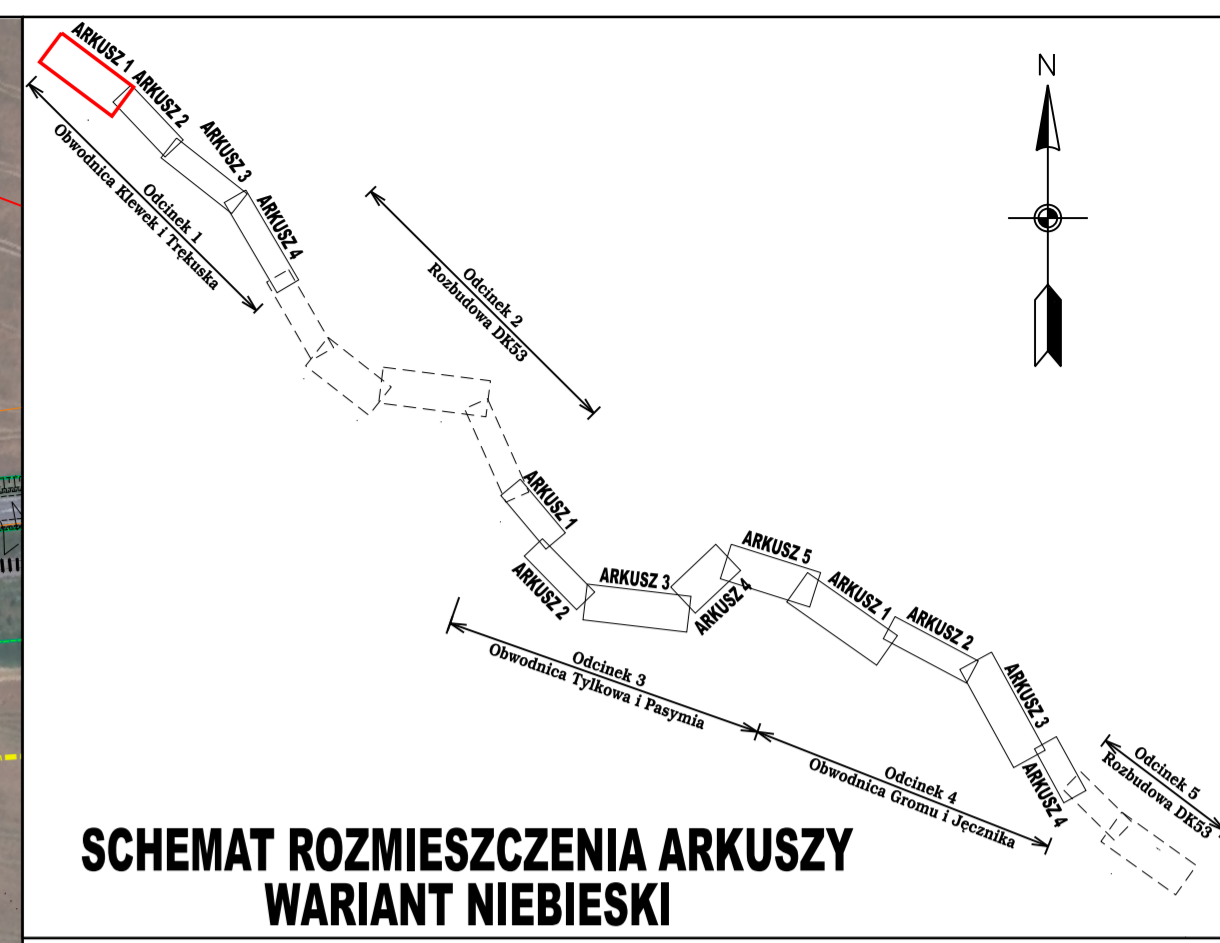 ARKUSZ 1
ARKUSZ 2
ARKUSZ 3
ARKUSZ 4
Odcinek 1
Obwodnica Klewek i Trękuska
N
Odcinek 2
Rozbudowa DK53
ARKUSZ 1
ARKUSZ 2
ARKUSZ 3
ARKUSZ 4
ARKUSZ 5
Odcinek 3
Obwodnica Tylkowa i Pasymia
ARKUSZ 1
ARKUSZ 2
ARKUSZ 3
ARKUSZ 4
Odcinek 4
Obwodnica Gromu i Jęcznika
Odcinek 5
Rozbudowa DK53
SCHEMAT ROZMIESZCZENIA ARKUSZY
WARIANT NIEBIESKI